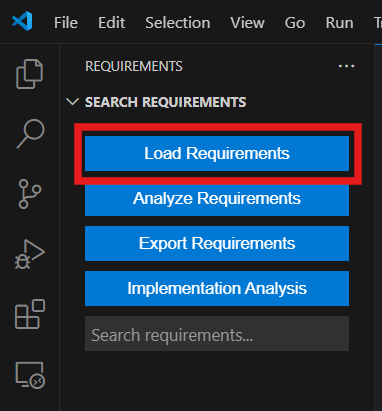 File Edit Selection View Go Run
REQUIREMENTS
SEARCH REQUIREMENTS
Load Requirements
Analyze Requirements
Export Requirements
Implementation Analysis
Search requirements...